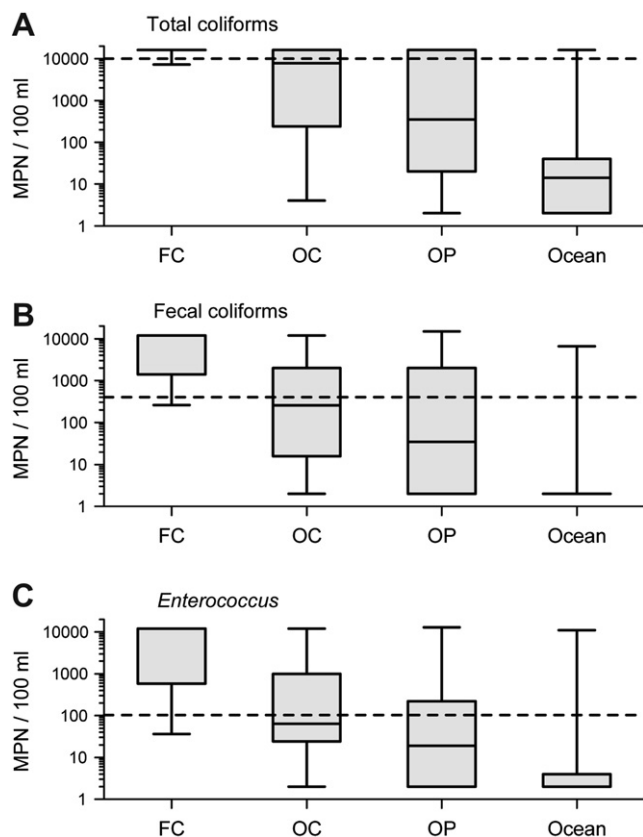 A
Total coliforms
MPN / 100 ml
10000
1000
100
10
1
FC OC OP Ocean
B
Fecal coliforms
MPN / 100 ml
10000
1000
100
10
1
FC OC OP Ocean
C
Enterococcus
MPN / 100 ml
10000
1000
100
10
1
FC OC OP Ocean